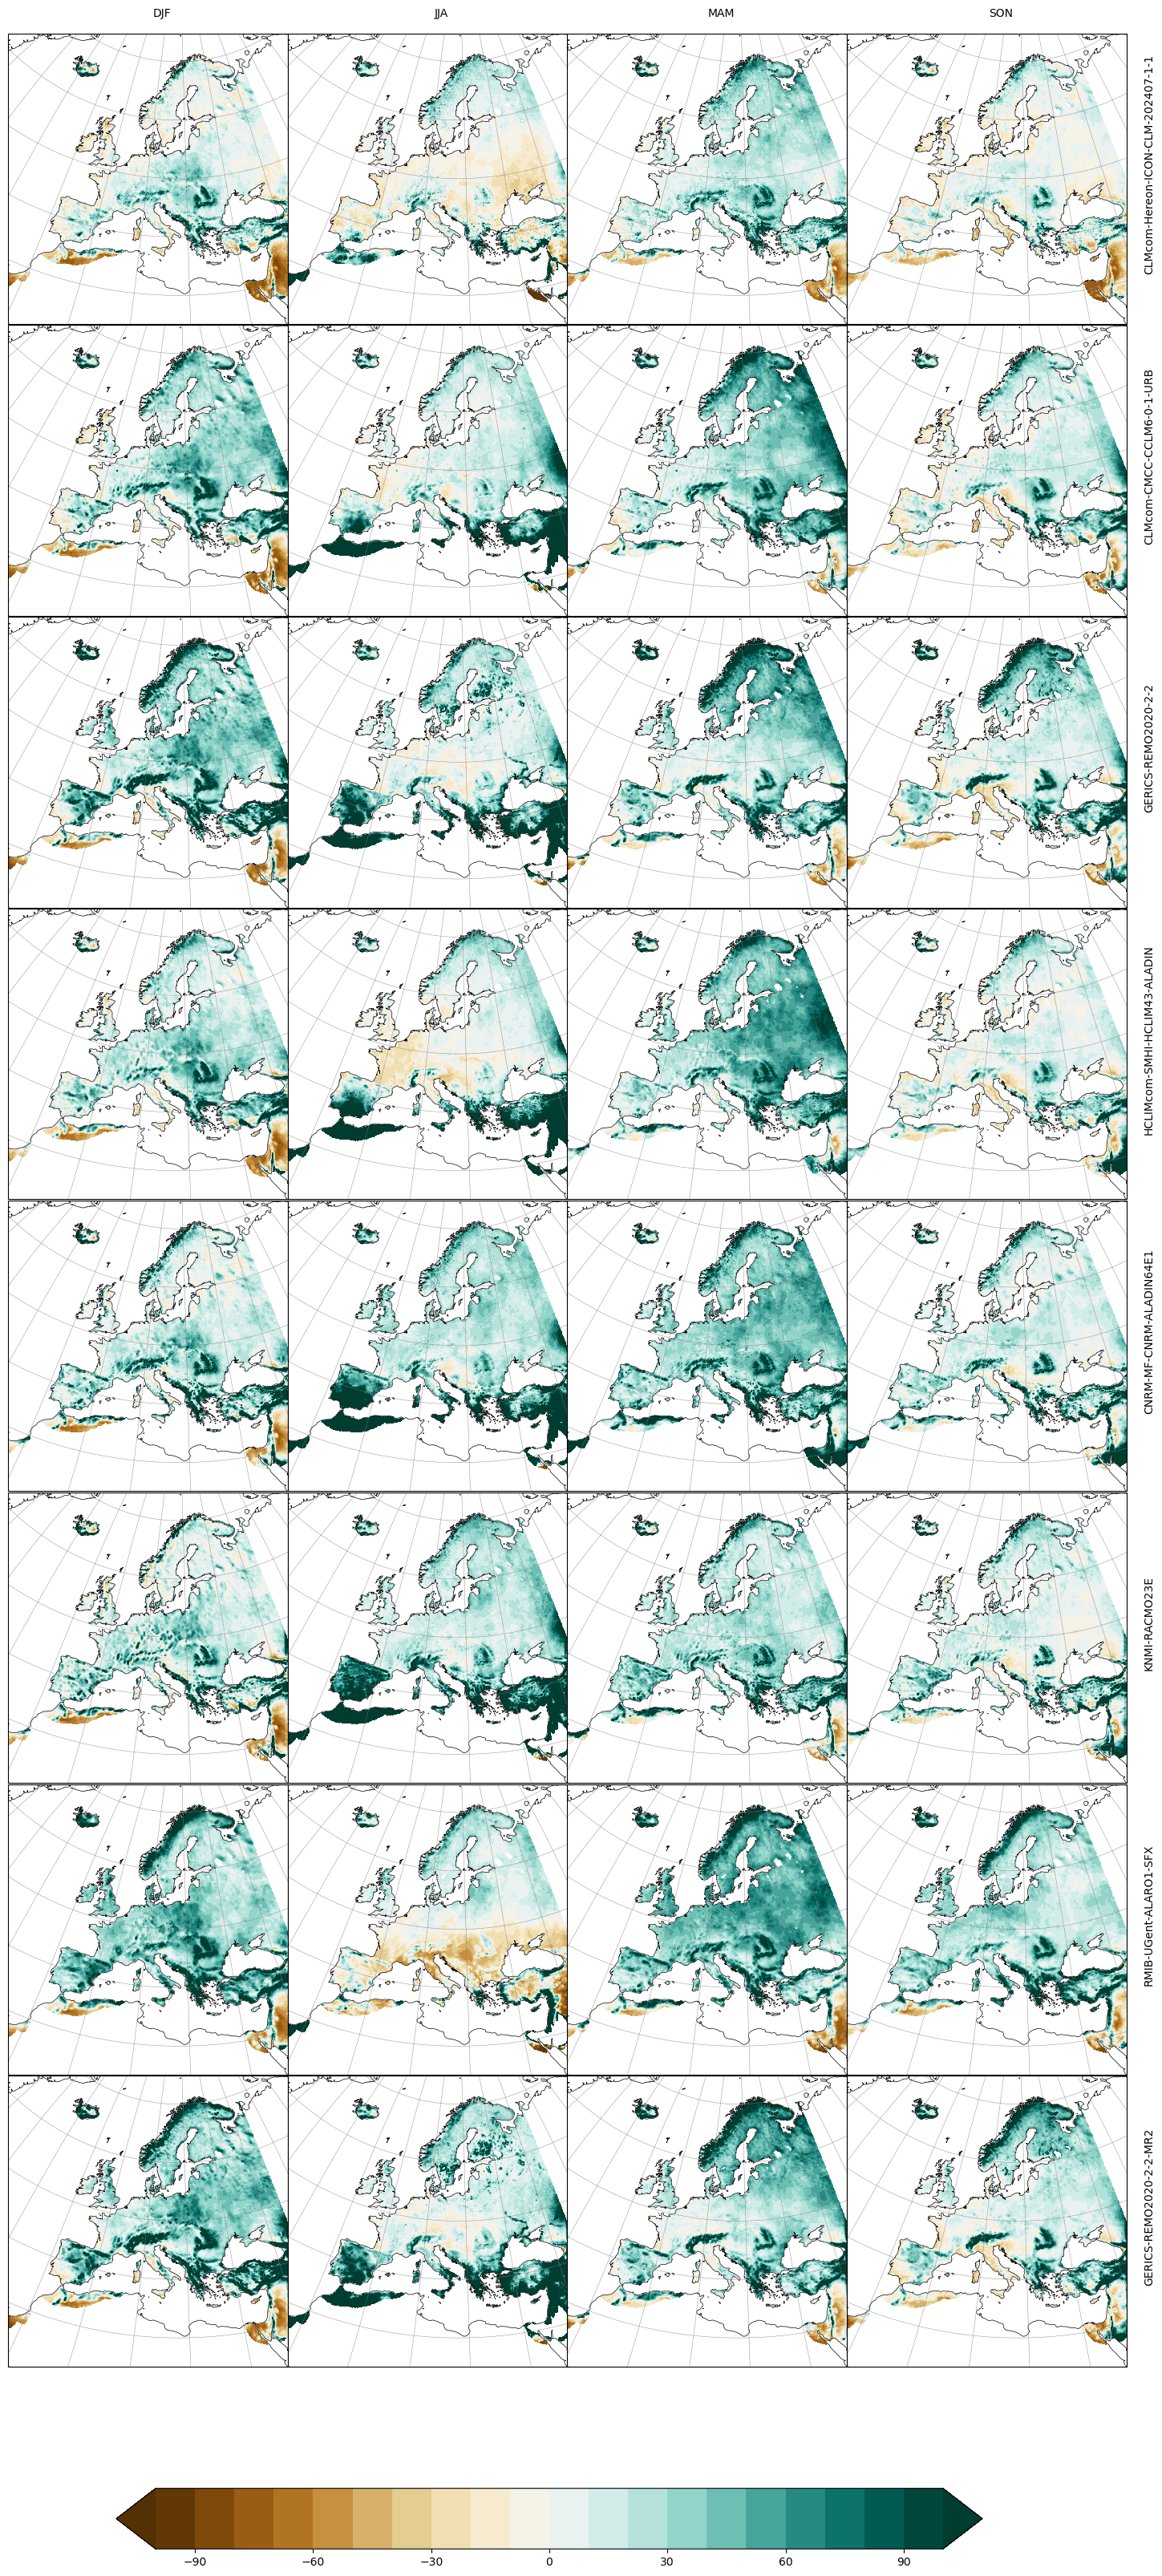 DJF JJA MAM SON
CLMcom-Hereon-ICON-CLM-202407-1-1
CLMcom-CMCC-CCLM6-0-1-URB
GERICS-REMO2020-2-2
HCLIMcom-SMHI-HCLIM43-ALADIN
CNRM-MF-CNRM-ALADIN64E1
KNMI-RACMO23E
RMIB-UGent-ALARO1-SFX
GERICS-REMO2020-2-2-MR2
−90 −60 −30 0 30 60 90